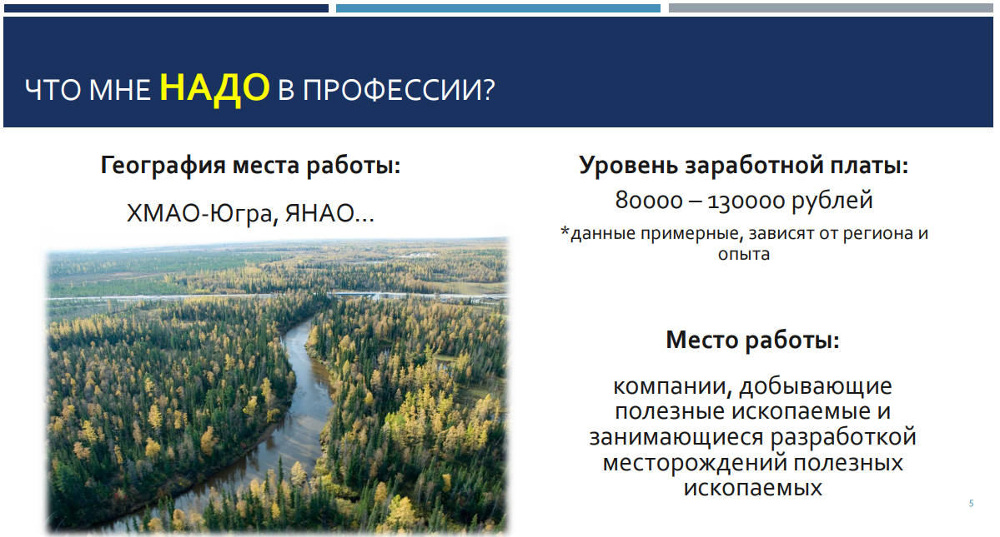 ЧТО МНЕ НАДО В ПРОФЕССИИ?
География места работы:
ХМАО-Югра, ЯНАО...
Уровень заработной платы:
80000 – 130000 рублей
*данные примерные, зависят от региона и
опыта
Место работы:
компании, добывающие
полезные ископаемые и
занимающиеся разработкой
месторождений полезных
ископаемых
5